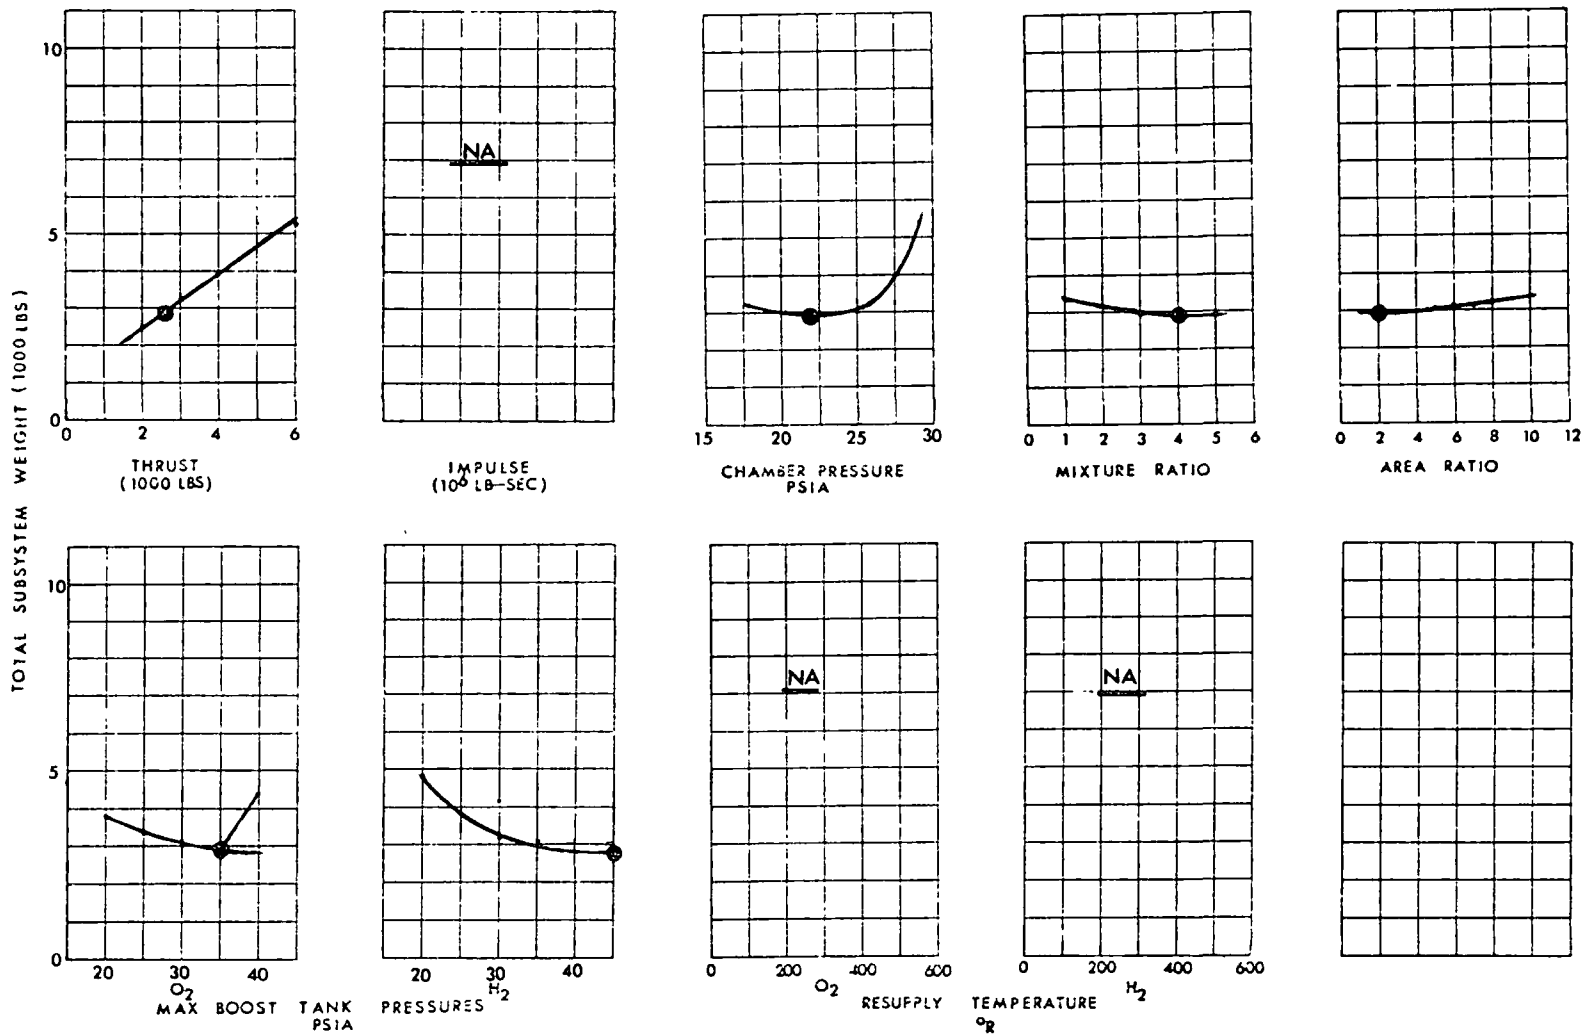 TOTAL SUBSYSTEM WEIGHT (1000 LBS)
10
5
0
0 2 4 6
THRUST
(1000 LBS)
NA
IMPULSE
(10⁶ LB-SEC)
15 20 25 30
CHAMBER PRESSURE
PSIA
0 1 2 3 4 5 6
MIXTURE RATIO
0 2 4 6 8 10 12
AREA RATIO
10
5
0
20 30 40
O₂
20 30 40
H₂
MAX BOOST TANK PRESSURES
PSIA
NA
0 200 400 600
O₂
NA
0 200 400 600
H₂
RESUPPLY TEMPERATURE
°R